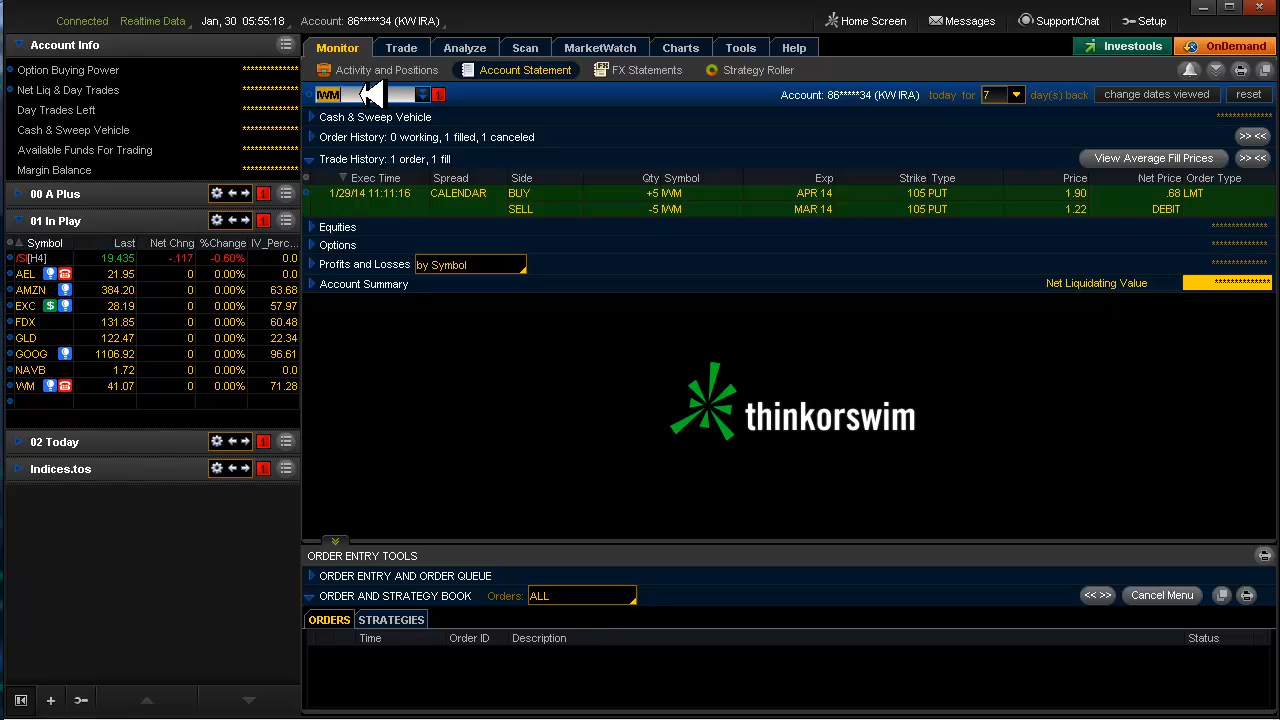 Connected Realtime Data Jan, 30 05:55:18 Account: 86*****34 (KW IRA) Home Screen Messages Support/Chat Setup
Account Info
Option Buying Power *************
Net Liq & Day Trades *************
Day Trades Left *************
Cash & Sweep Vehicle *************
Available Funds For Trading *************
Margin Balance *************
00 A Plus 1
01 In Play 1
Symbol Last Net Chng %Change IV_Perc...
/SI[H4] 19.435 -.117 -0.60% 0.0
AEL 21.95 0 0.00% 0.0
AMZN 384.20 0 0.00% 63.68
EXC $ 28.19 0 0.00% 57.97
FDX 131.85 0 0.00% 60.48
GLD 122.47 0 0.00% 22.34
GOOG 1106.92 0 0.00% 96.61
NAVB 1.72 0 0.00% 0.0
WM 41.07 0 0.00% 71.28
02 Today 1
Indices.tos 1
Monitor Trade Analyze Scan MarketWatch Charts Tools Help Investools OnDemand
Activity and Positions Account Statement FX Statements Strategy Roller
IWM 1 Account: 86*****34 (KW IRA) today for 7 day(s) back change dates viewed reset
Cash & Sweep Vehicle *************
Order History: 0 working, 1 filled, 1 canceled >> <<
Trade History: 1 order, 1 fill View Average Fill Prices >> <<
Exec Time Spread Side Qty Symbol Exp Strike Type Price Net Price Order Type
1/29/14 11:11:16 CALENDAR BUY +5 IWM APR 14 105 PUT 1.90 .68 LMT
SELL -5 IWM MAR 14 105 PUT 1.22 DEBIT
Equities *************
Options *************
Profits and Losses by Symbol *************
Account Summary Net Liquidating Value *************
thinkorswim
ORDER ENTRY TOOLS
ORDER ENTRY AND ORDER QUEUE
ORDER AND STRATEGY BOOK Orders: ALL << >> Cancel Menu
ORDERS STRATEGIES
Time Order ID Description Status